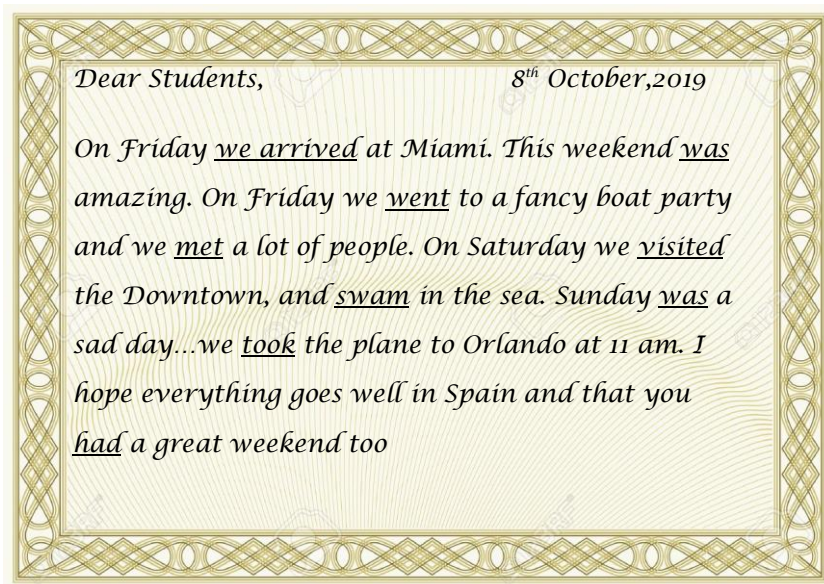 Dear Students, 8th October,2019
On Friday we arrived at Miami. This weekend was
amazing. On Friday we went to a fancy boat party
and we met a lot of people. On Saturday we visited
the Downtown, and swam in the sea. Sunday was a
sad day...we took the plane to Orlando at 11 am. I
hope everything goes well in Spain and that you
had a great weekend too